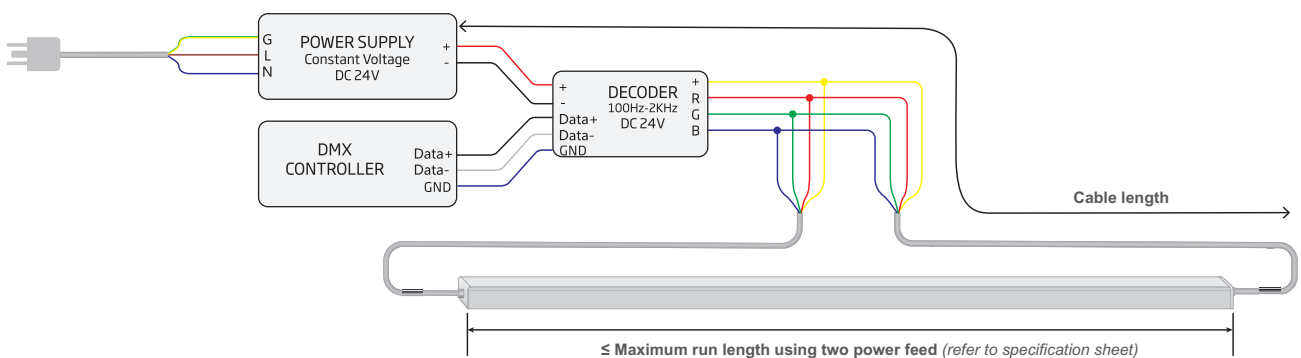 G
L
N
POWER SUPPLY
Constant Voltage
DC 24V
+
-
DMX
CONTROLLER
Data+
Data-
GND
+
-
Data+
Data-
GND
DECODER
100Hz-2KHz
DC 24V
+
R
G
B
Cable length
≤ Maximum run length using two power feed (refer to specification sheet)